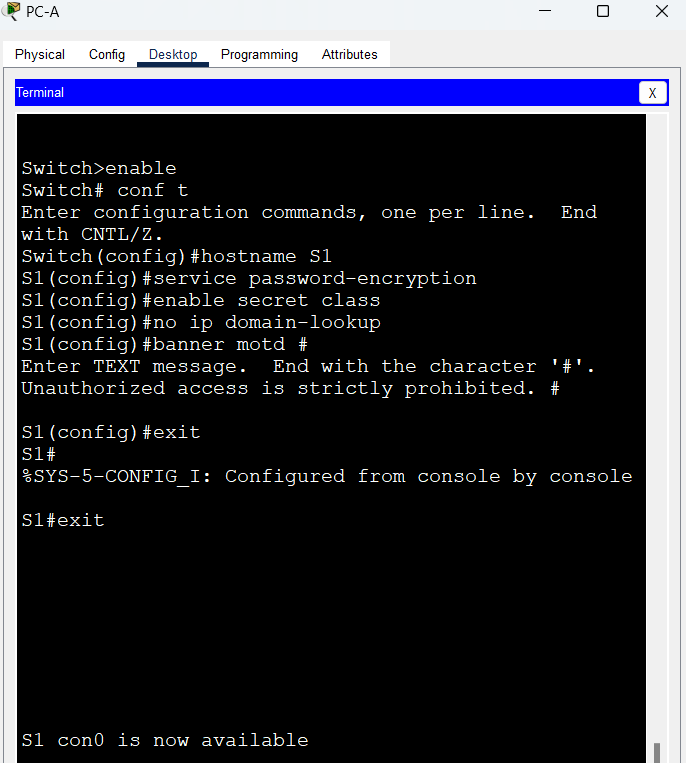 PC-A
Physical Config Desktop Programming Attributes
Terminal
X
Switch>enable
Switch# conf t
Enter configuration commands, one per line.  End
with CNTL/Z.
Switch(config)#hostname S1
S1(config)#service password-encryption
S1(config)#enable secret class
S1(config)#no ip domain-lookup
S1(config)#banner motd #
Enter TEXT message.  End with the character '#'.
Unauthorized access is strictly prohibited. #
S1(config)#exit
S1#
%SYS-5-CONFIG_I: Configured from console by console
S1#exit
S1 con0 is now available